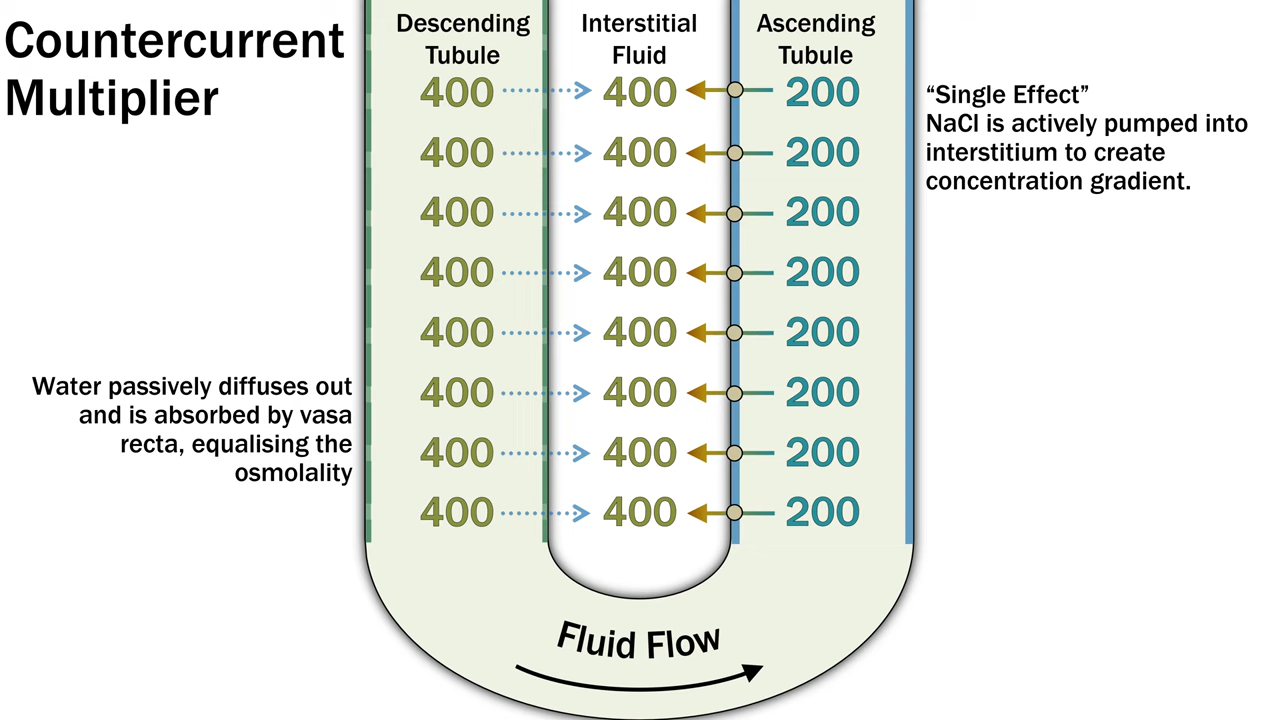 Countercurrent
Multiplier
Descending
Tubule
Interstitial
Fluid
Ascending
Tubule
400 400 200
400 400 200
400 400 200
400 400 200
400 400 200
400 400 200
400 400 200
400 400 200
“Single Effect”
NaCl is actively pumped into
interstitium to create
concentration gradient.
Water passively diffuses out
and is absorbed by vasa
recta, equalising the
osmolality
Fluid Flow